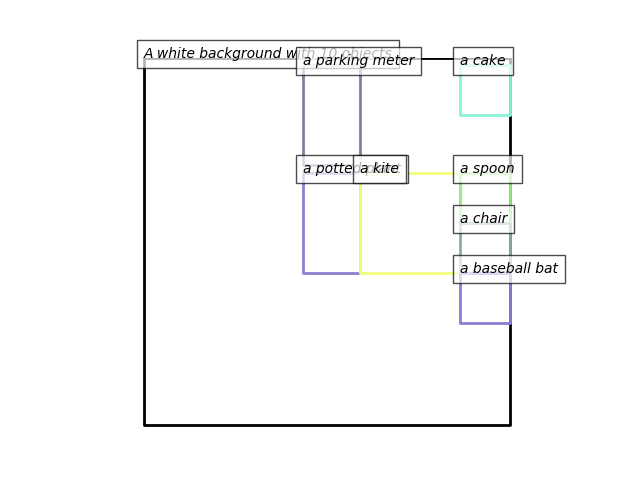 A white background with 10 objects
a parking meter
a cake
a potted plant
a kite
a spoon
a chair
a baseball bat